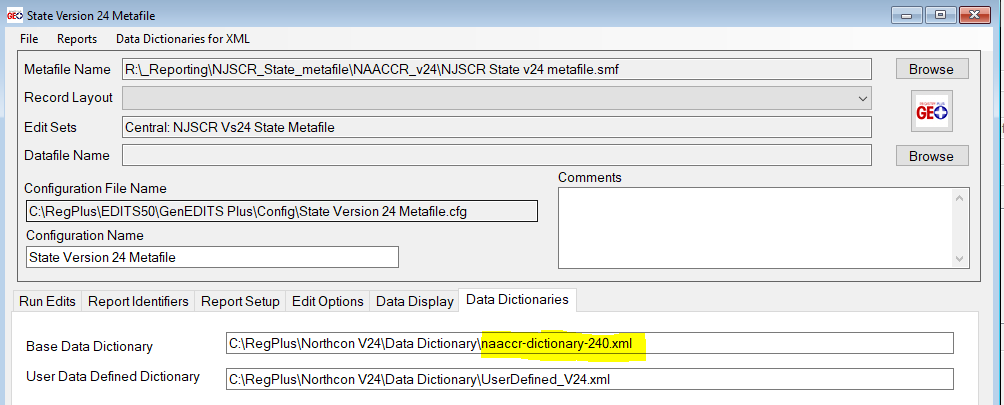 State Version 24 Metafile
File Reports Data Dictionaries for XML
Metafile Name R:\_Reporting\NJSCR_State_metafile\NAACCR_v24\NJSCR State v24 metafile.smf Browse
Record Layout
GEO
Edit Sets Central: NJSCR Vs24 State Metafile
Datafile Name Browse
Comments
Configuration File Name
C:\RegPlus\EDITS50\GenEDITS Plus\Config\State Version 24 Metafile.cfg
Configuration Name
State Version 24 Metafile
Run Edits Report Identifiers Report Setup Edit Options Data Display Data Dictionaries
Base Data Dictionary C:\RegPlus\Northcon V24\Data Dictionary\naaccr-dictionary-240.xml
User Data Defined Dictionary C:\RegPlus\Northcon V24\Data Dictionary\UserDefined_V24.xml